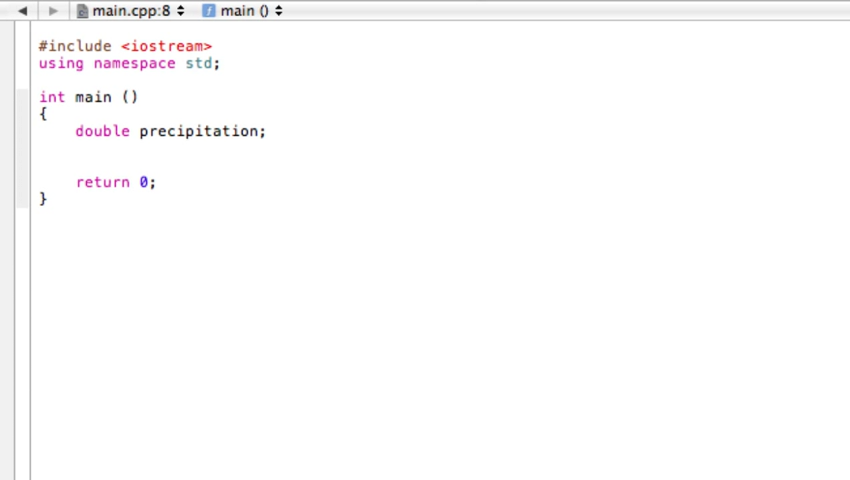 main.cpp:8 main ()
#include <iostream>
using namespace std;
int main ()
{
double precipitation;
return 0;
}